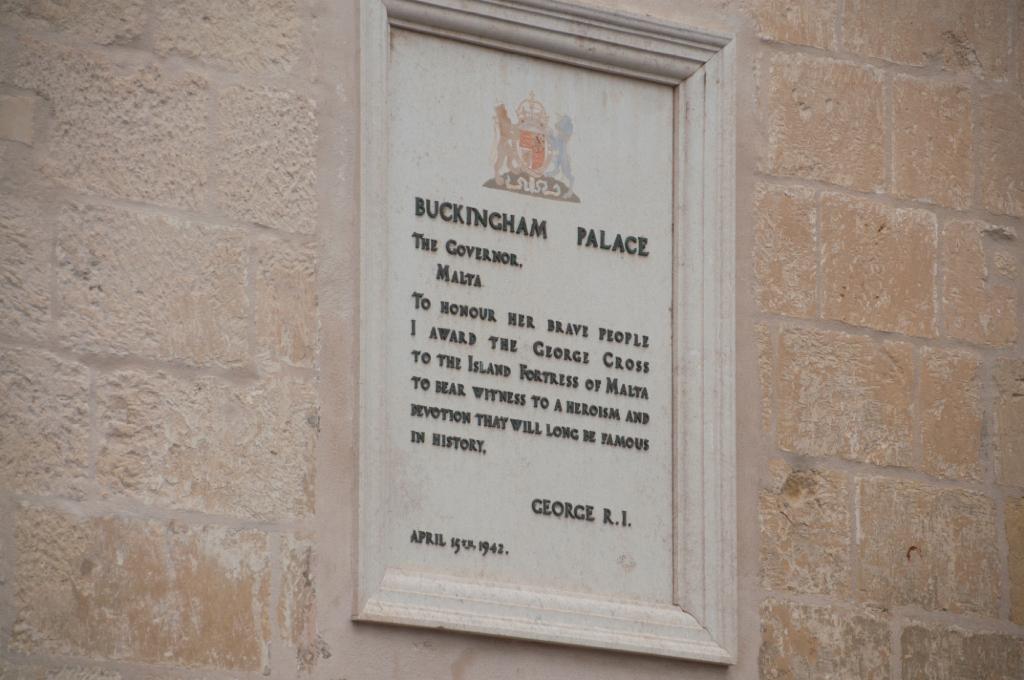 BUCKINGHAM PALACE
THE GOVERNOR,
MALTA
TO HONOUR HER BRAVE PEOPLE
I AWARD THE GEORGE CROSS
TO THE ISLAND FORTRESS OF MALTA
TO BEAR WITNESS TO A HEROISM AND
DEVOTION THAT WILL LONG BE FAMOUS
IN HISTORY.
GEORGE R.I.
APRIL 15TH. 1942.